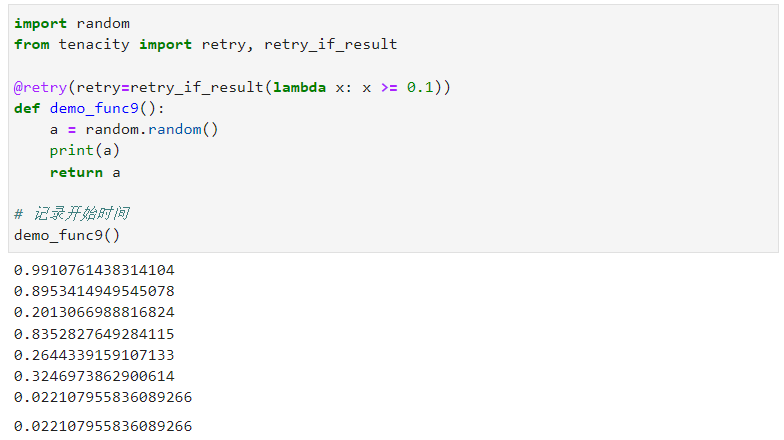 import random
from tenacity import retry, retry_if_result
@retry(retry=retry_if_result(lambda x: x >= 0.1))
def demo_func9():
    a = random.random()
    print(a)
    return a
# 记录开始时间
demo_func9()
0.9910761438314104
0.8953414949545078
0.2013066988816824
0.8352827649284115
0.2644339159107133
0.3246973862900614
0.022107955836089266
0.022107955836089266